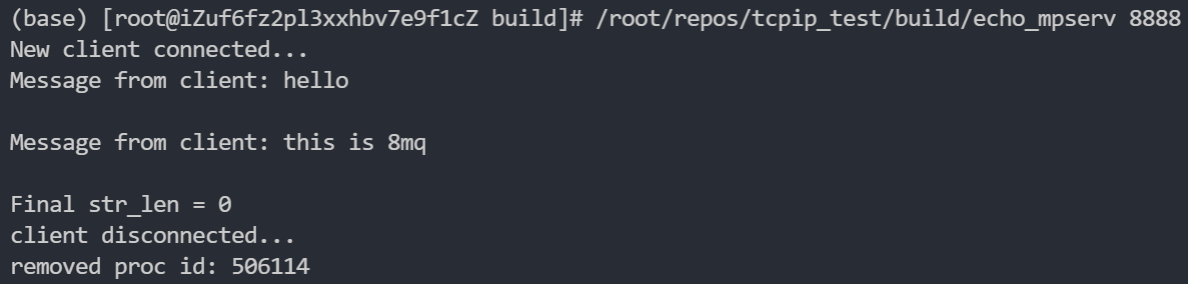 (base) [root@iZuf6fz2pl3xxhbv7e9f1cZ build]# /root/repos/tcpip_test/build/echo_mpserv 8888
New client connected...
Message from client: hello
Message from client: this is 8mq
Final str_len = 0
client disconnected...
removed proc id: 506114